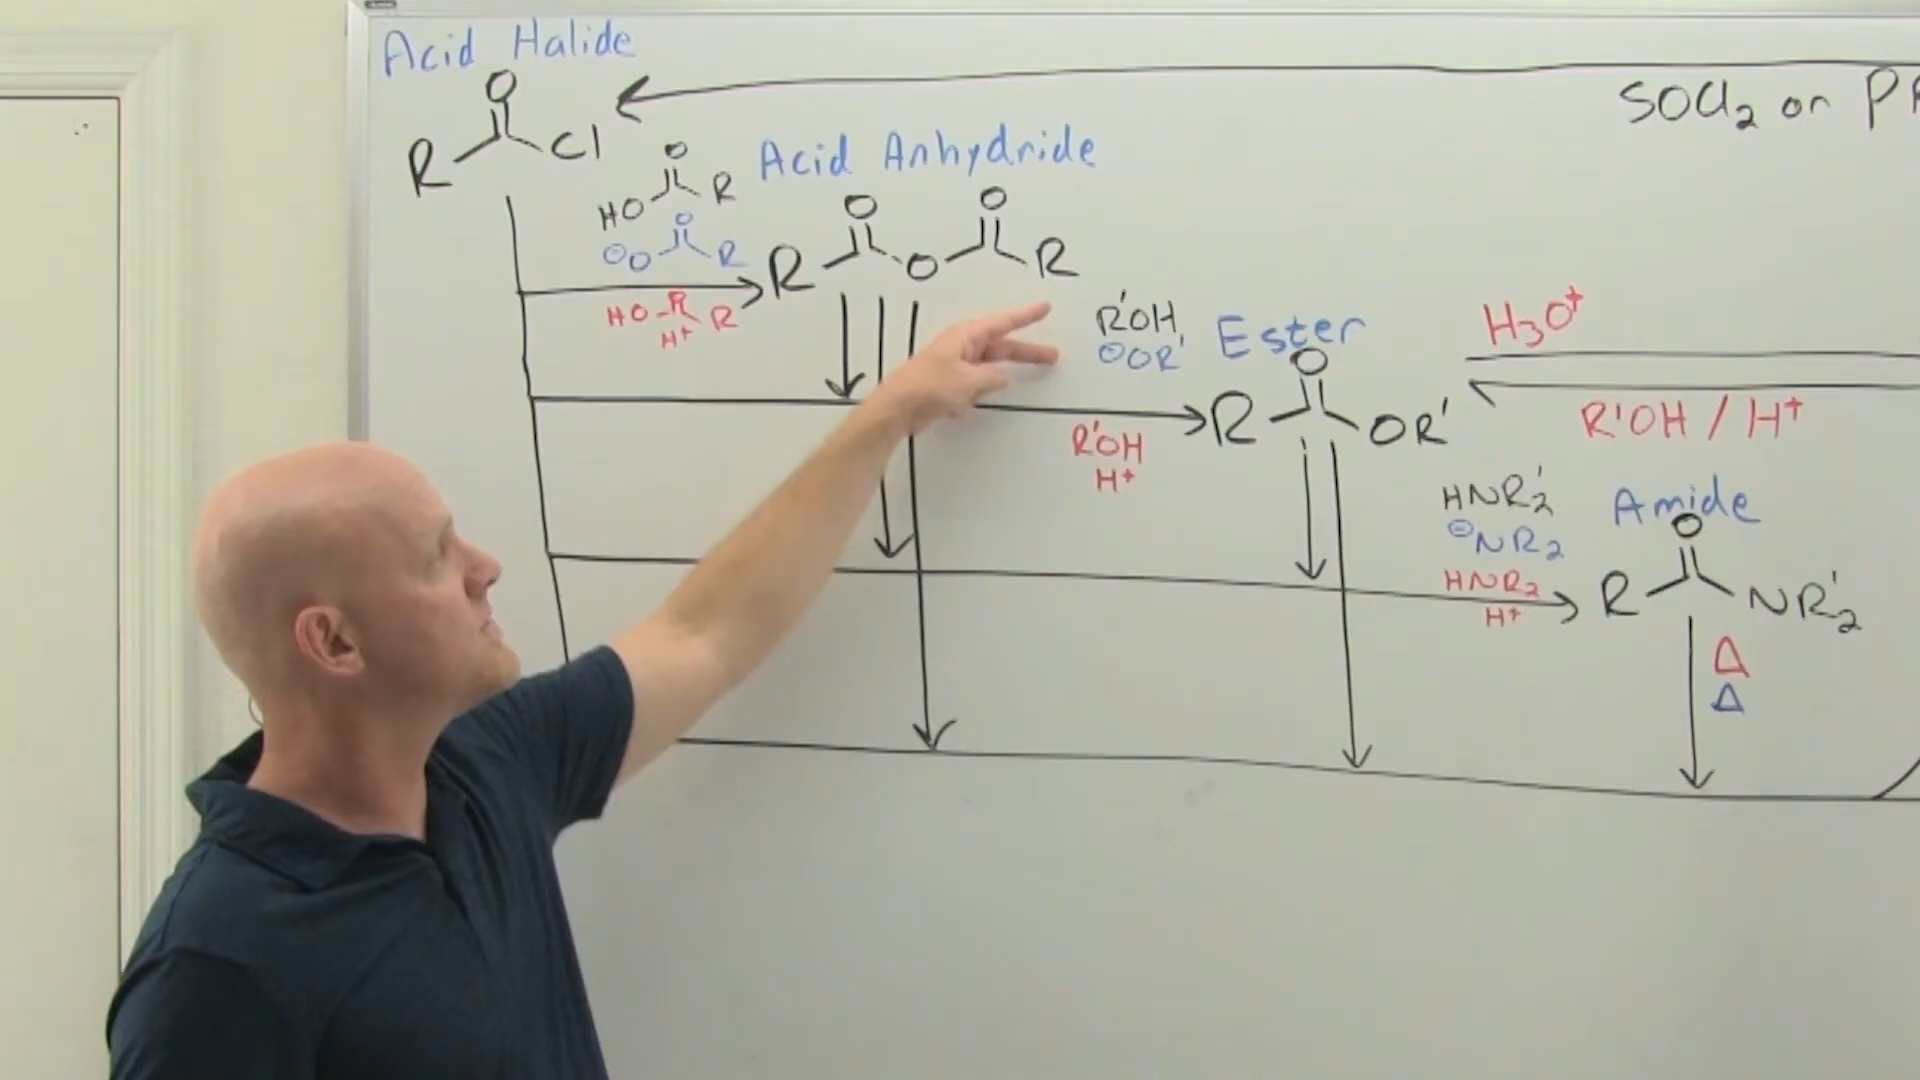 Acid Halide
O
R Cl
SOCl2 or P
O
HO R
O
⊖O R
HO R
H+
Acid Anhydride
O O
R O R
R'OH
⊖OR'
R'OH
H+
Ester
O
R OR'
H3O+
R'OH / H+
HNR'2
⊖NR2
HNR2
H+
Amide
O
R NR'2
Δ
Δ